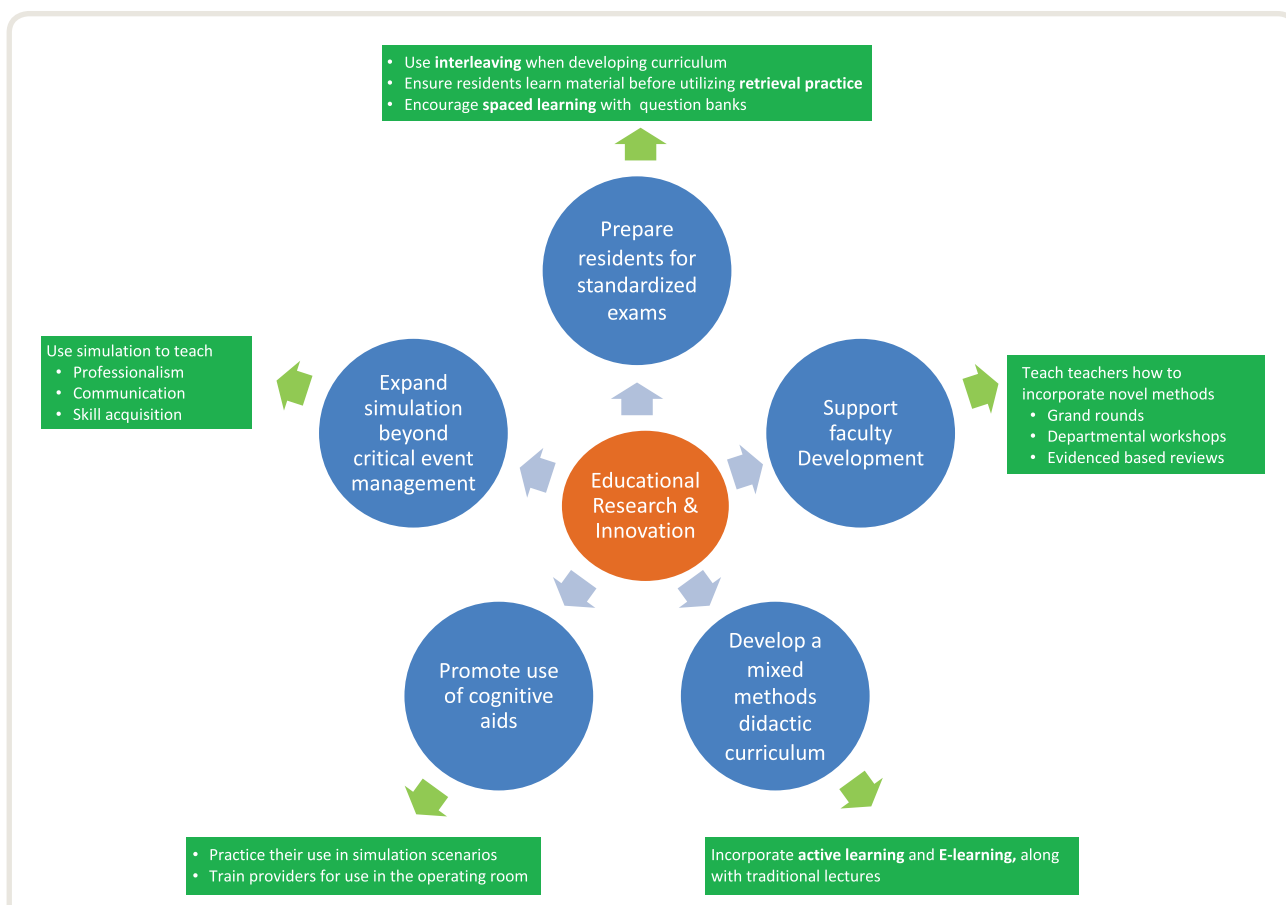 • Use interleaving when developing curriculum
• Ensure residents learn material before utilizing retrieval practice
• Encourage spaced learning with question banks
Prepare
residents for
standardized
exams
Use simulation to teach
• Professionalism
• Communication
• Skill acquisition
Expand
simulation
beyond
critical event
management
Support
faculty
Development
Teach teachers how to
incorporate novel methods
• Grand rounds
• Departmental workshops
• Evidenced based reviews
Educational
Research &
Innovation
Promote use
of cognitive
aids
Develop a
mixed
methods
didactic
curriculum
• Practice their use in simulation scenarios
• Train providers for use in the operating room
Incorporate active learning and E-learning, along
with traditional lectures